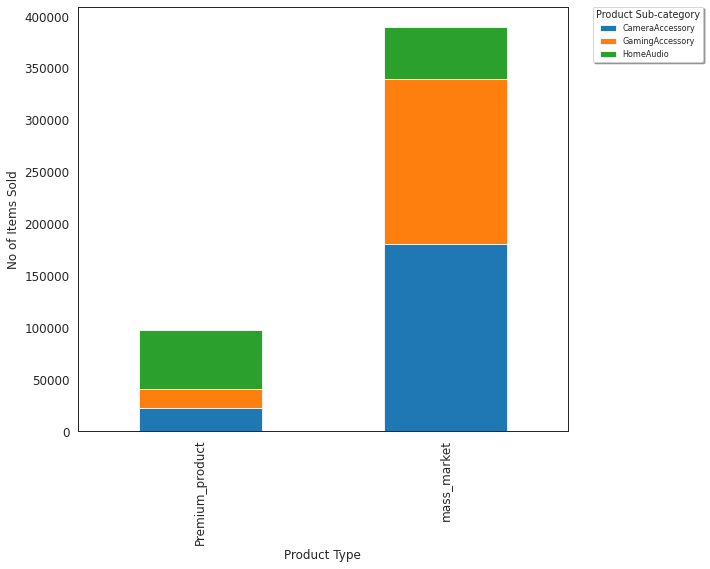 Product Sub-category
CameraAccessory
GamingAccessory
HomeAudio
No of Items Sold
400000
350000
300000
250000
200000
150000
100000
50000
0
Premium_product
mass_market
Product Type